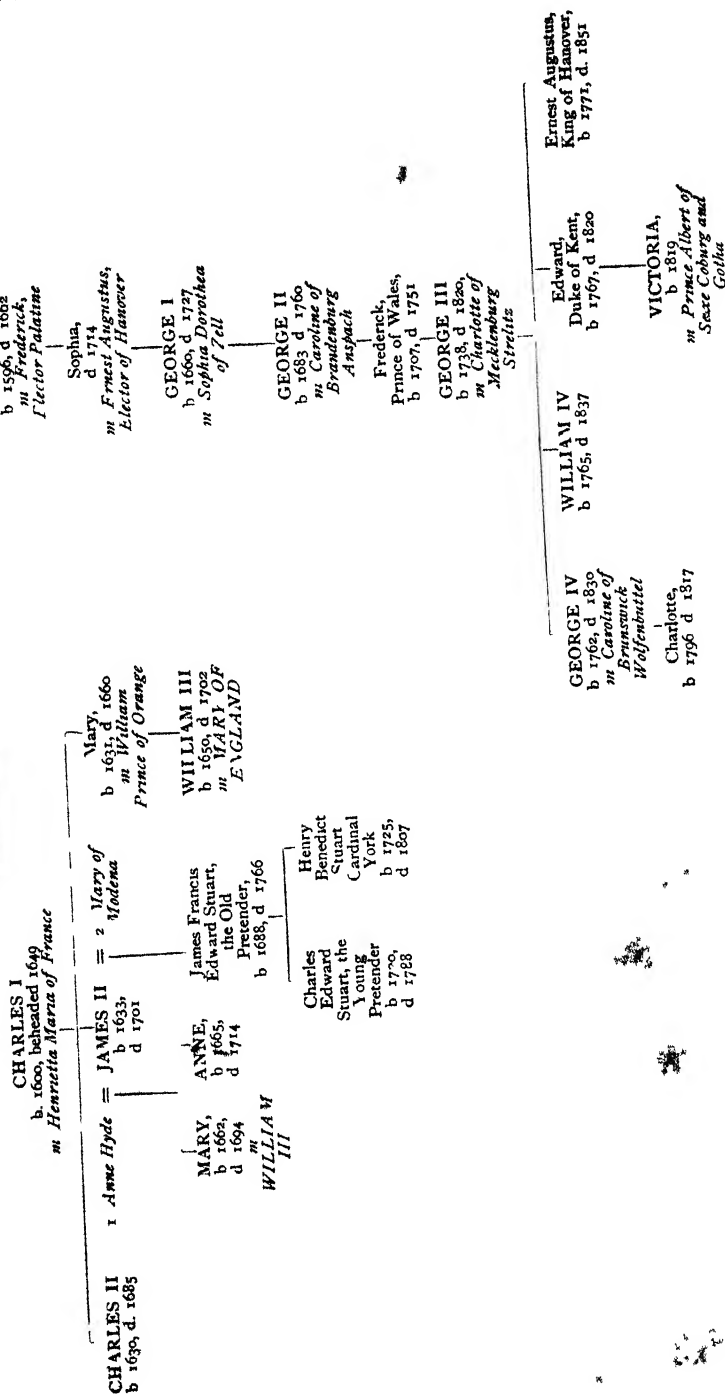 CHARLES I
b. 1600, beheaded 1649
m Henrietta Maria of France
CHARLES II
b 1630, d. 1685
1 Anne Hyde = JAMES II = 2 Mary of
b 1633,
d 1701
Modena
Mary,
b 1631, d 1660
m William
Prince of Orange
MARY,
b 1662,
d 1694
m
WILLIAM
III
ANNE,
b 1665,
d 1714
James Francis
Edward Stuart,
the Old
Pretender,
b 1688, d 1766
WILLIAM III
b 1650, d 1702
m MARY OF
ENGLAND
Charles
Edward
Stuart, the
Young
Pretender
b 1720,
d 1788
Henry
Benedict
Stuart
Cardinal
York
b 1725,
d 1807
b 1596, d 1662
m Frederick,
Elector Palatine
Sophia,
d 1714
m Ernest Augustus,
Elector of Hanover
GEORGE I
b 1660, d 1727
m Sophia Dorothea
of Zell
GEORGE II
b 1683 d 1760
m Caroline of
Brandenburg
Anspach
Frederick,
Prince of Wales,
b 1707, d 1751
GEORGE III
b 1738, d 1820,
m Charlotte of
Mecklenburg
Strelitz
GEORGE IV
b 1762, d 1830
m Caroline of
Brunswick
Wolfenbuttel
Charlotte,
b 1796 d 1817
WILLIAM IV
b 1765, d 1837
Edward,
Duke of Kent,
b 1767, d 1820
VICTORIA,
b 1819
m Prince Albert of
Saxe Coburg and
Gotha
Ernest Augustus,
King of Hanover,
b 1771, d. 1851